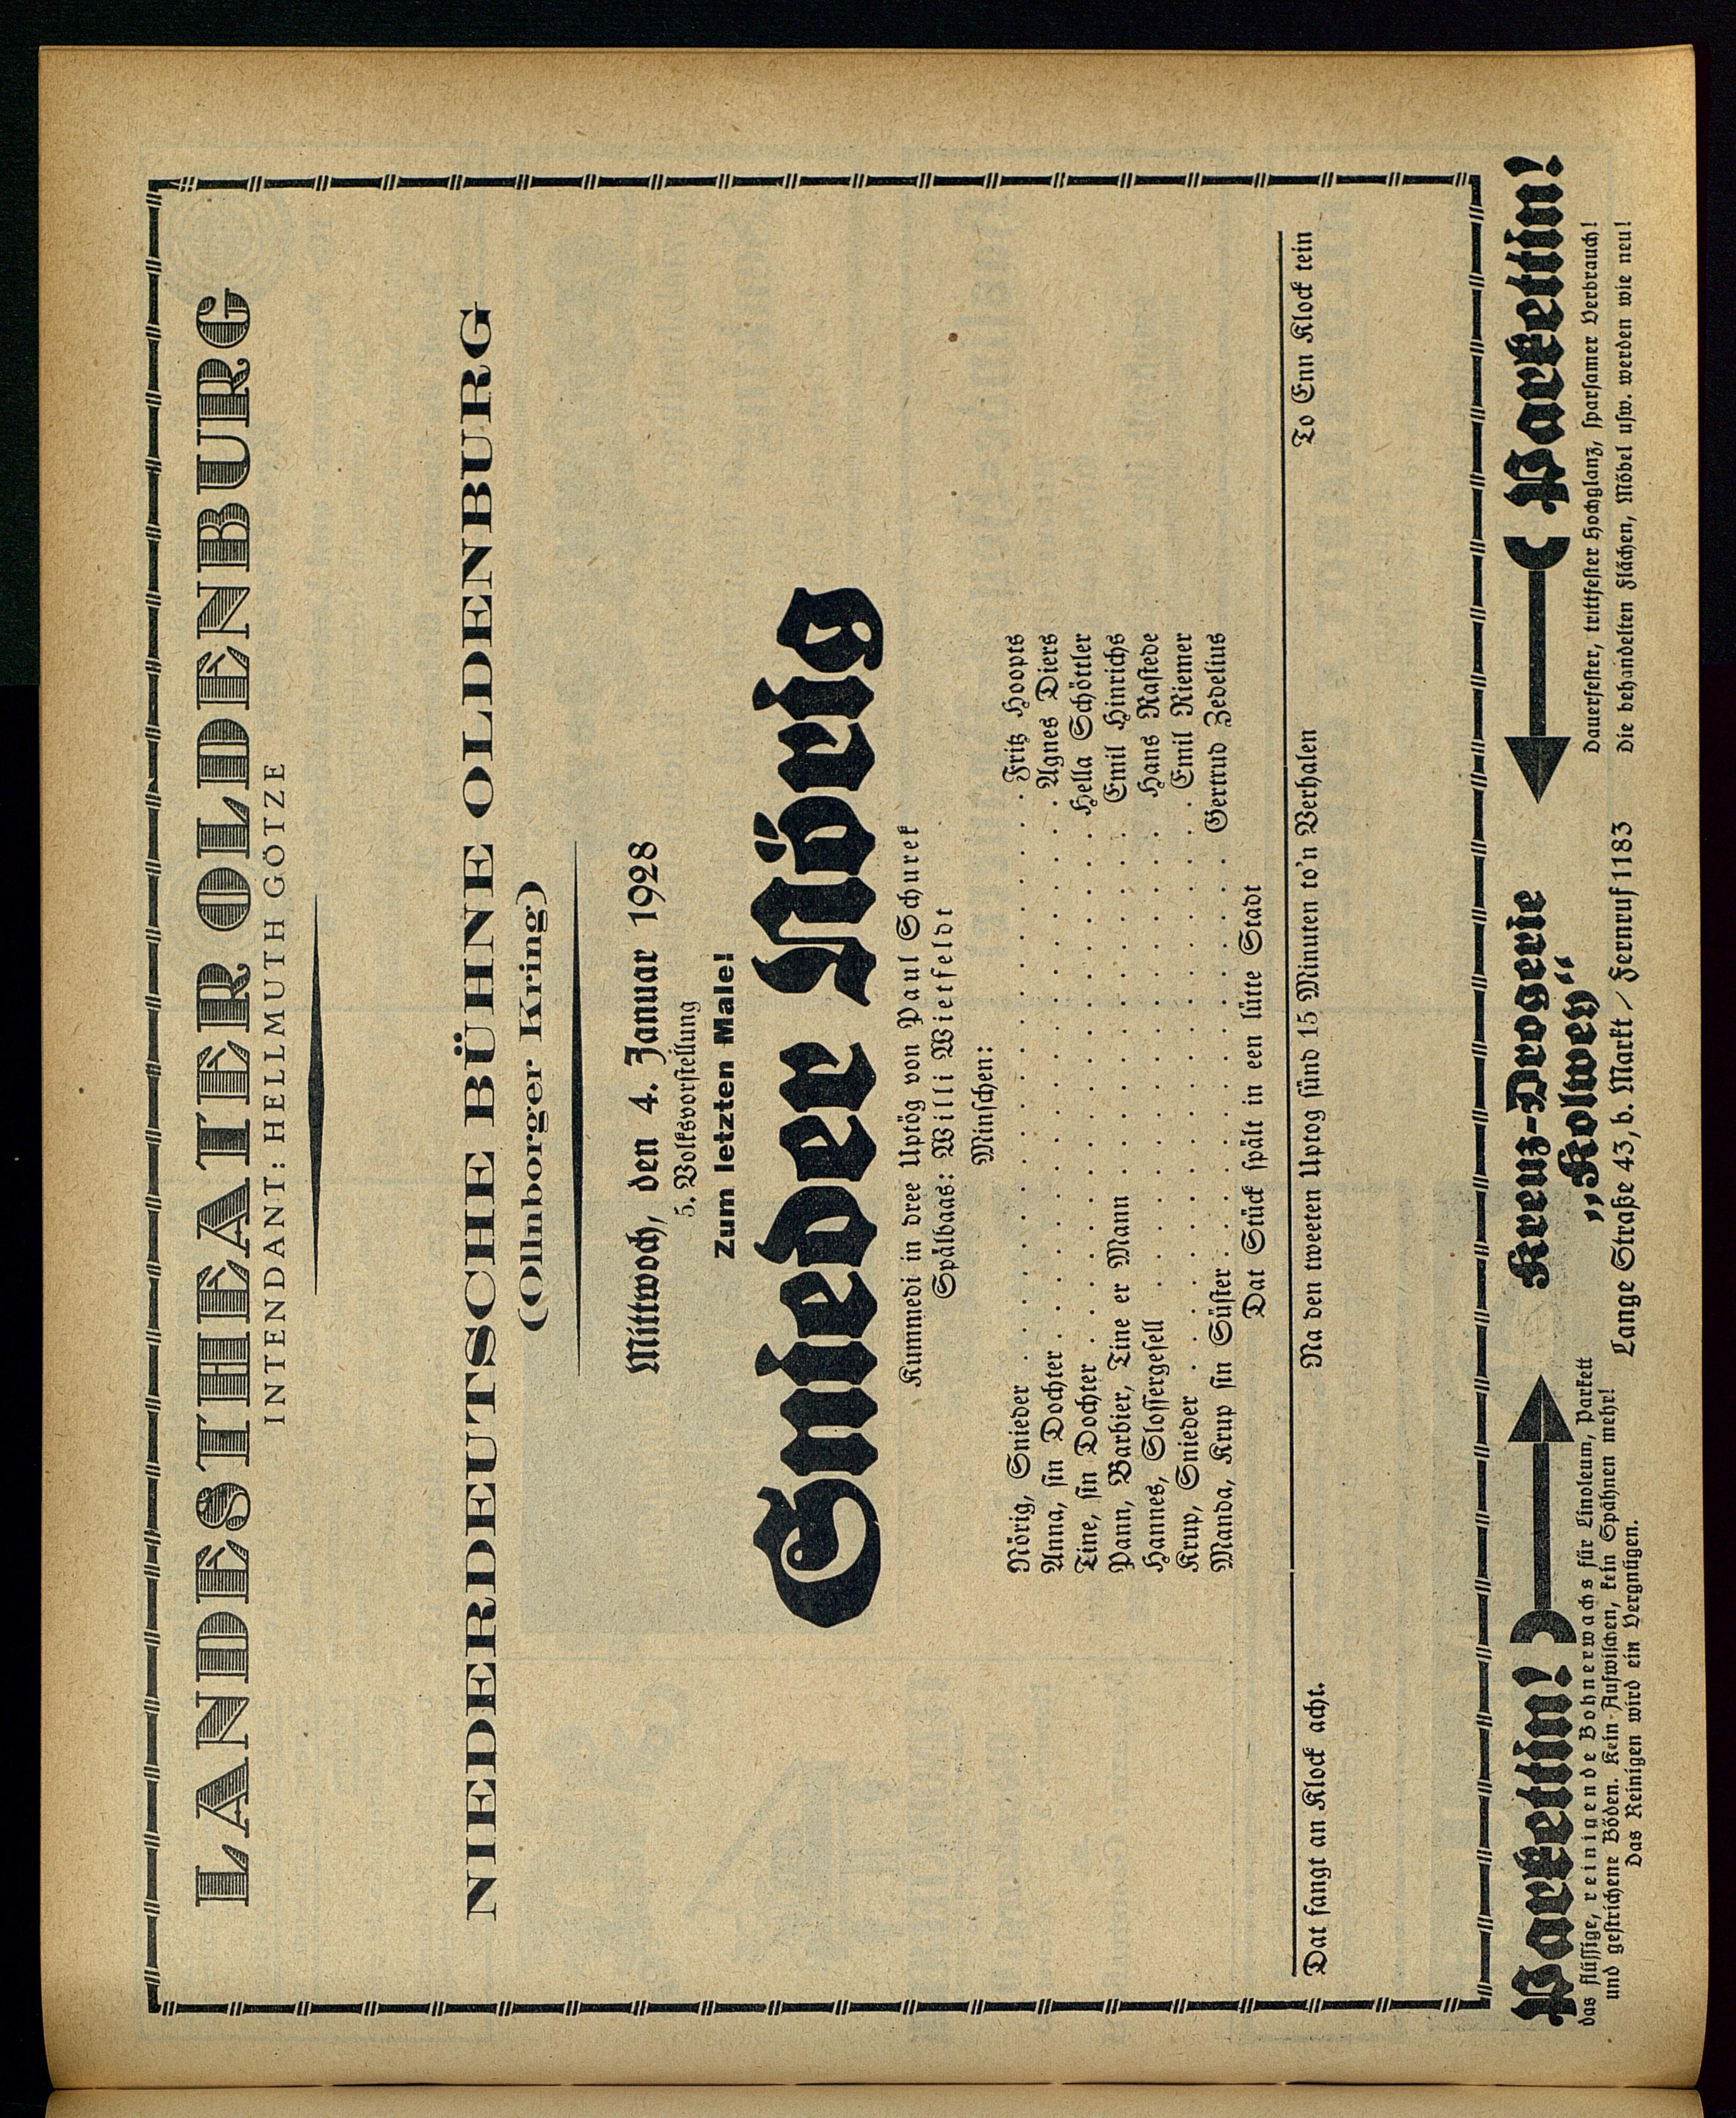 LANDESTHEATER OLDENBURG
INTENDANT: HELLMUTH GÖTZE
NIEDERDEUTSCHE BÜHNE OLDENBURG
(Ollnborger Kring)
Mittwoch, den 4. Januar 1928
5. Volksvorstellung
Zum letzten Male!
Snieder Nörig
Kummedi in dree Uptög von Paul Schurek
Spälbaas: Willi Wietfeldt
Minschen:
Nörig, Snieder . . . . . . . . . . Fritz Hoopts
Anna, sin Dochter . . . . . . . . . . Agnes Diers
Tine, sin Dochter . . . . . . . . . . Hella Schöttler
Pann, Barbier, Tine er Mann . . . . . . . Emil Hinrichs
Hannes, Slossergesell . . . . . . . . . . Hans Rastede
Krup, Snieder . . . . . . . . . . Emil Riemer
Manda, Krup sin Süster . . . . . . . . . . Gertrud Zedelius
Dat Stück spält in een lütte Stadt
Dat fangt an Klock acht. Na den tweeten Uptog sünd 15 Minuten to'n Verhalen To Enn Klock tein
Parkettin!
das flüssige, reinigende Bohnerwachs für Linoleum, Parkett
und gestrichene Böden. Kein Aufwischen, kein Spähnen mehr!
Das Reinigen wird ein Vergnügen.
Kreuz-Drogerie
„Kolwey“
Lange Straße 43, b. Markt / Fernruf 1183
Parkettin!
Dauerfester, trittfester Hochglanz, sparsamer Verbrauch!
Die behandelten Flächen, Möbel usw. werden wie neu!